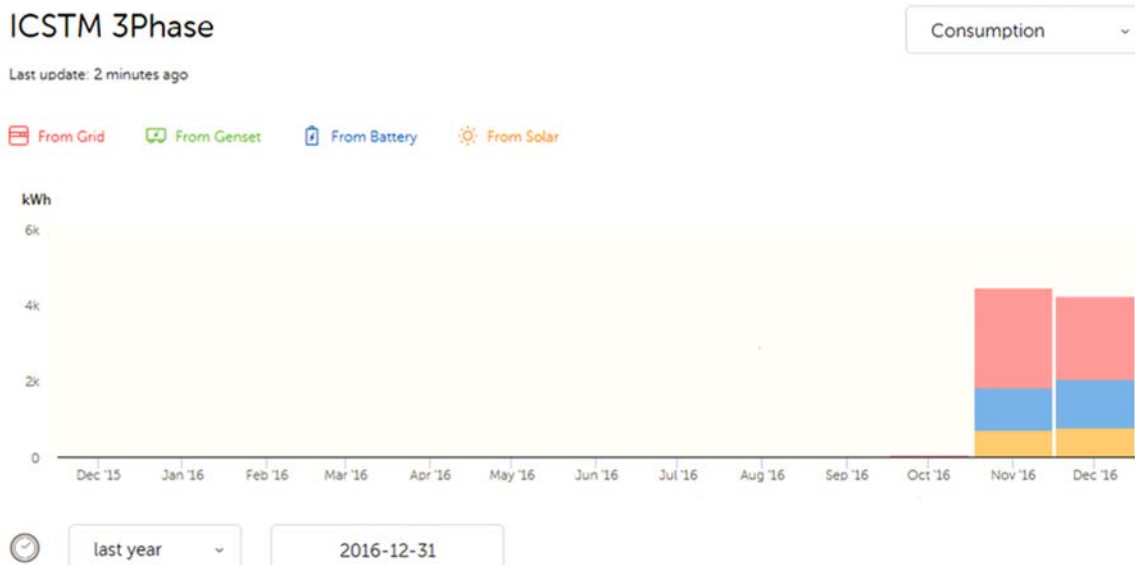 ICSTM 3Phase
Consumption
Last update: 2 minutes ago
From Grid From Genset From Battery From Solar
kWh
6k
4k
2k
0
Dec '15 Jan '16 Feb '16 Mar '16 Apr '16 May '16 Jun '16 Jul '16 Aug '16 Sep '16 Oct '16 Nov '16 Dec '16
last year 2016-12-31